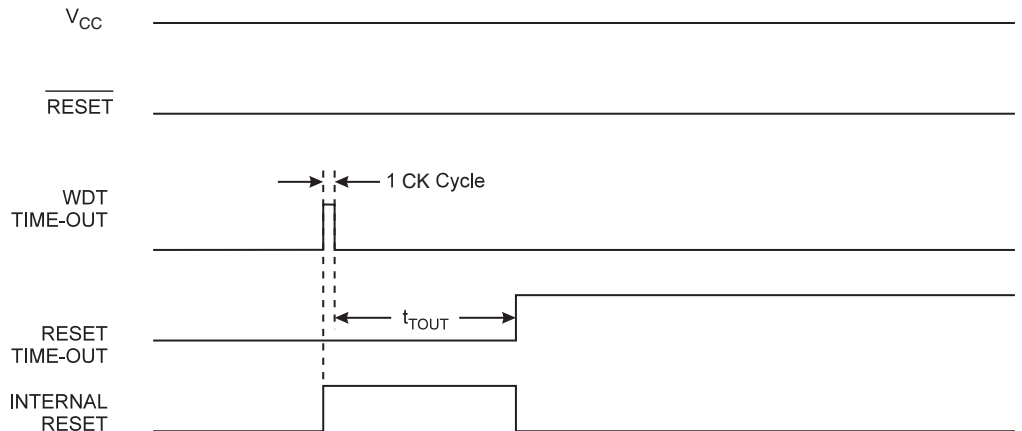 VCC
RESET
1 CK Cycle
WDT
TIME-OUT
tTOUT
RESET
TIME-OUT
INTERNAL
RESET